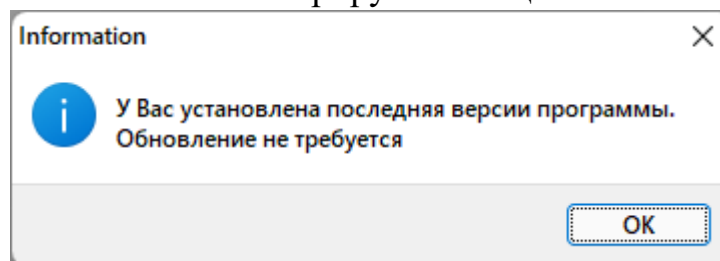 Information
У Вас установлена последняя версии программы.
Обновление не требуется
OK